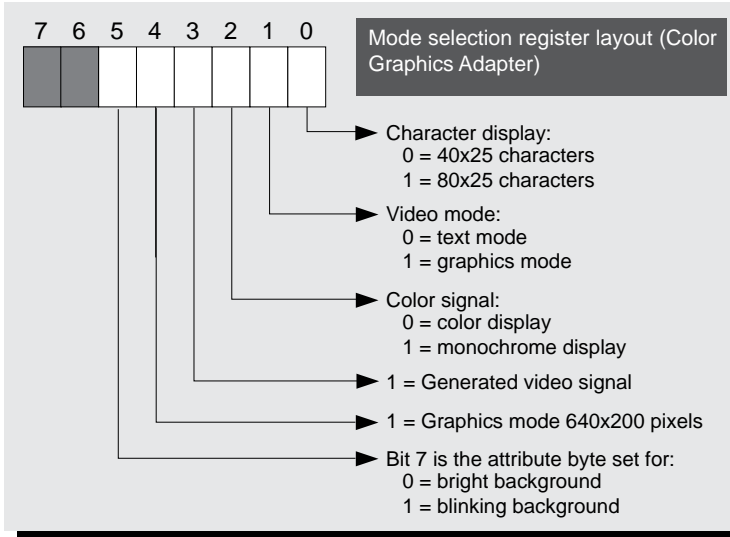 7 6 5 4 3 2 1 0
Mode selection register layout (Color
Graphics Adapter)
Character display:
0 = 40x25 characters
1 = 80x25 characters
Video mode:
0 = text mode
1 = graphics mode
Color signal:
0 = color display
1 = monochrome display
1 = Generated video signal
1 = Graphics mode 640x200 pixels
Bit 7 is the attribute byte set for:
0 = bright background
1 = blinking background